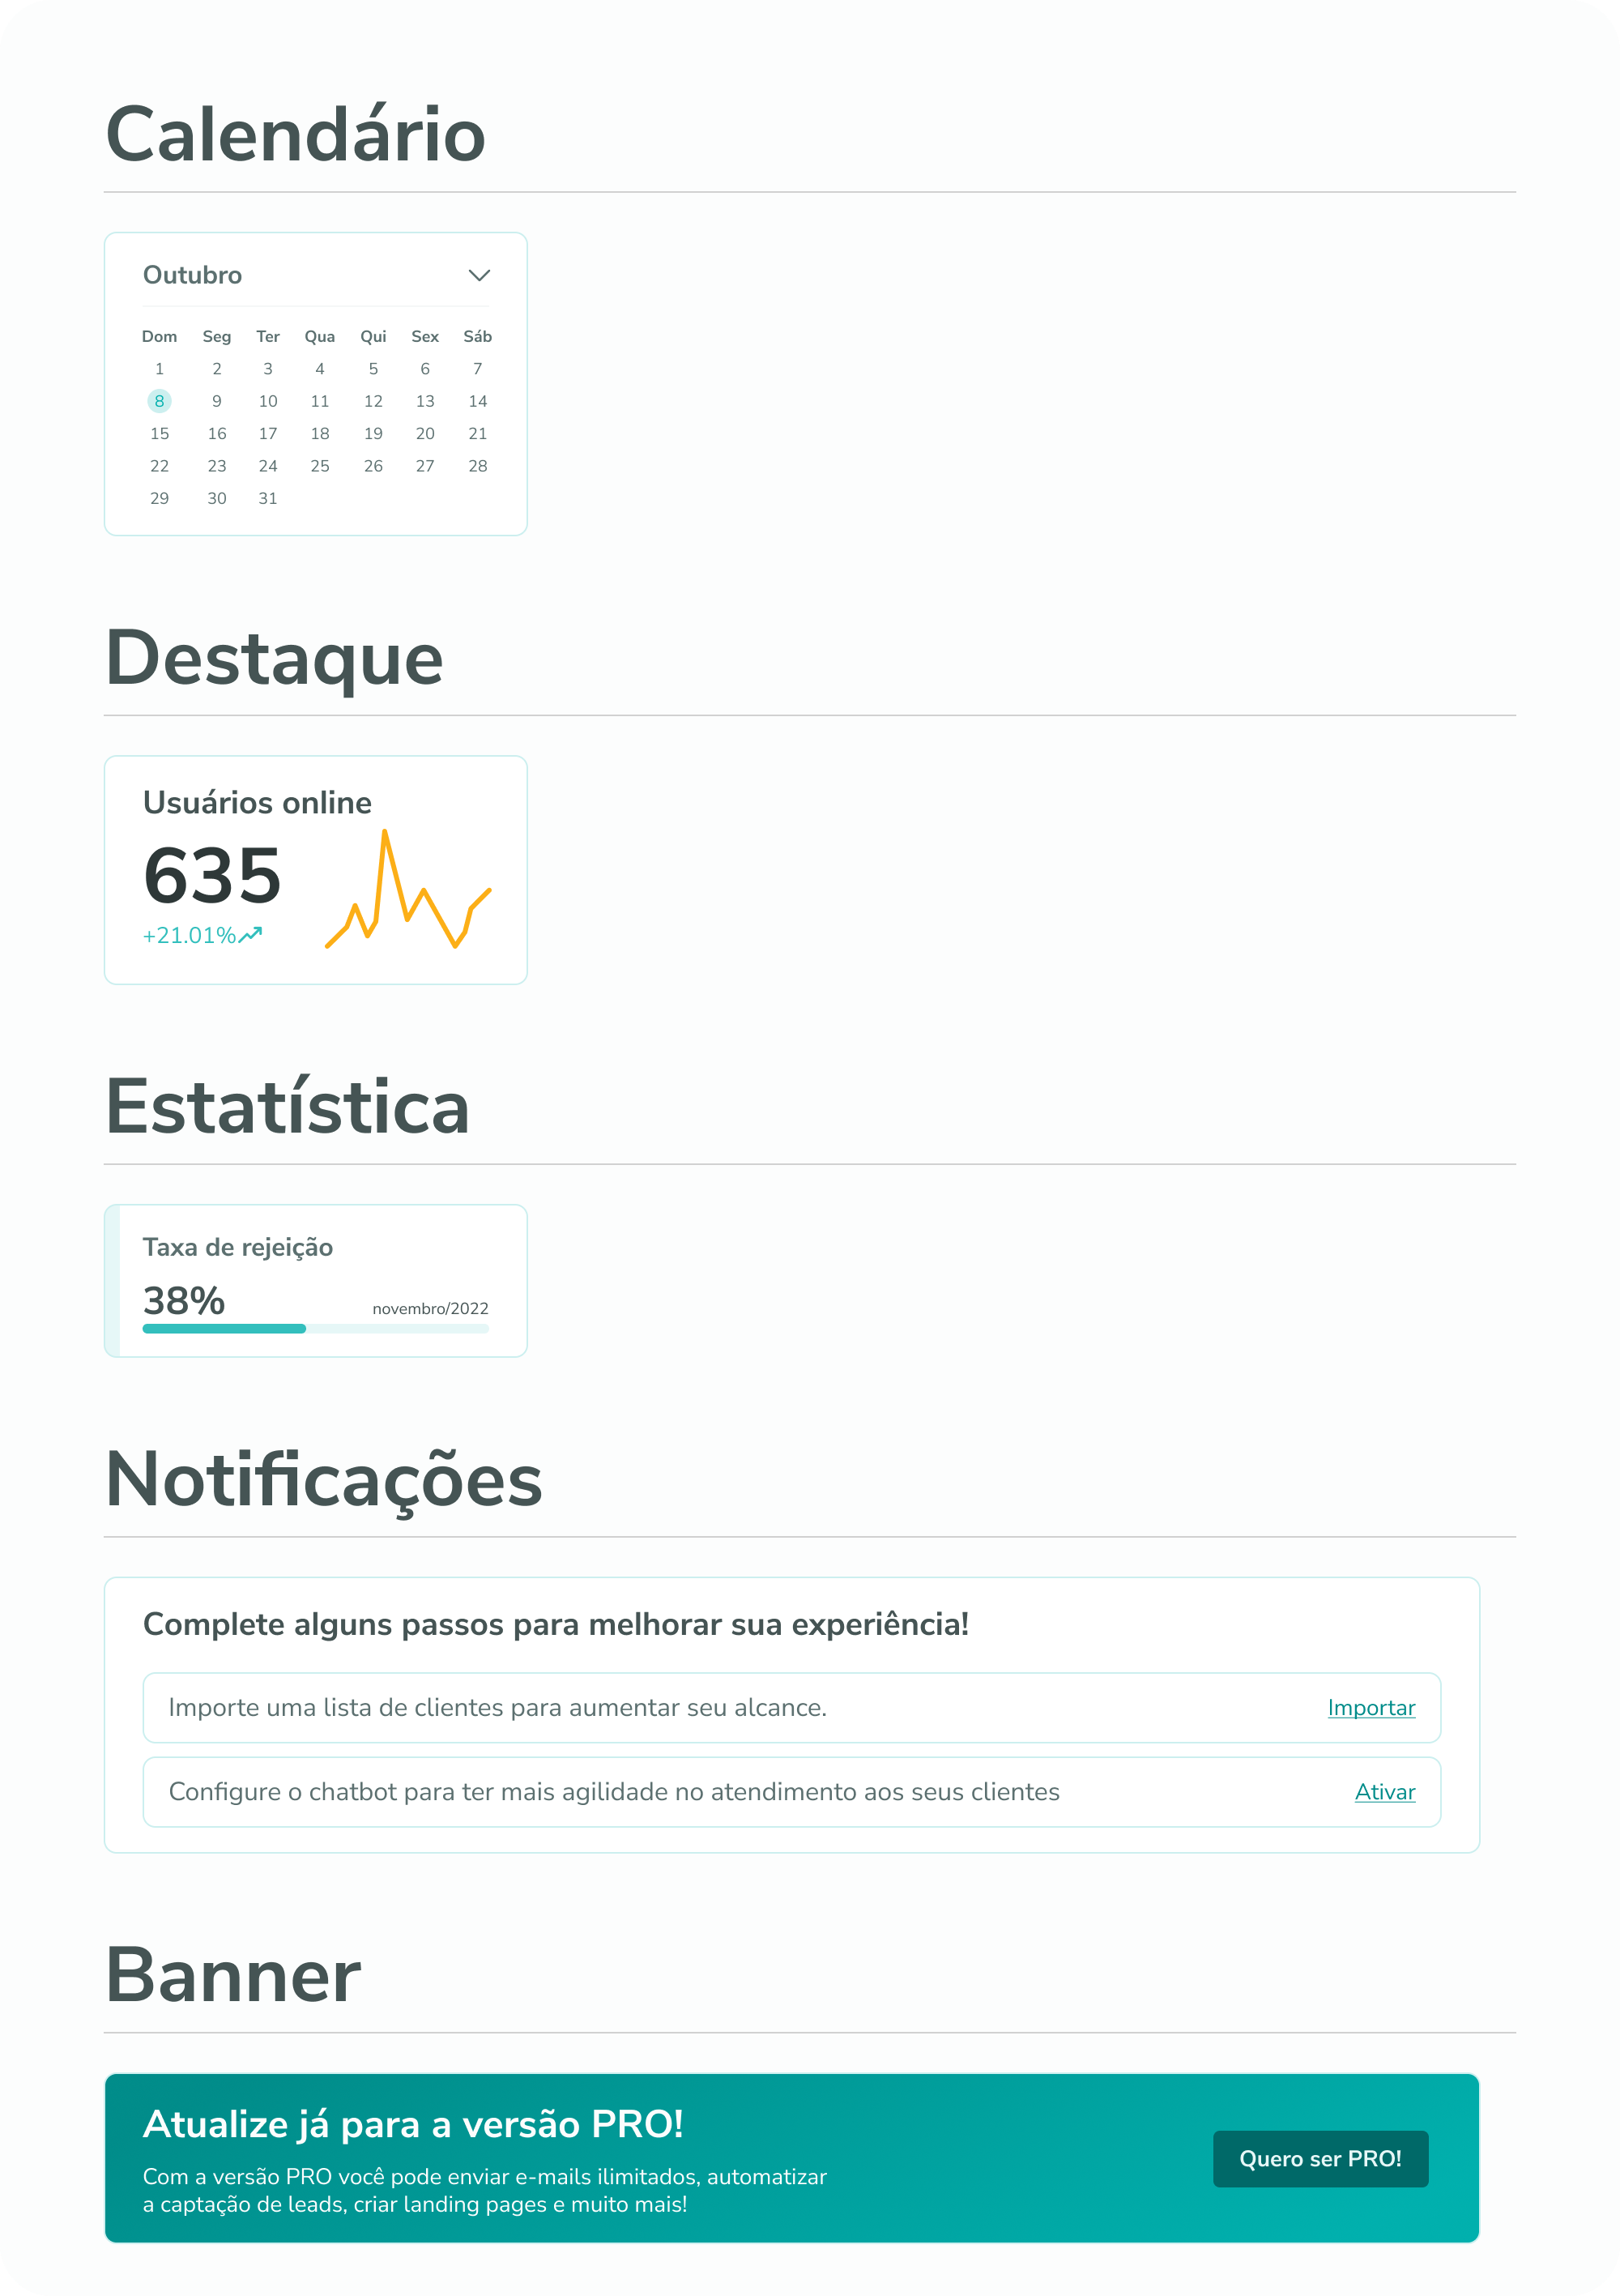 Calendário
Outubro
Dom Seg Ter Qua Qui Sex Sáb
1 2 3 4 5 6 7
8 9 10 11 12 13 14
15 16 17 18 19 20 21
22 23 24 25 26 27 28
29 30 31
Destaque
Usuários online
635
+21.01%
Estatística
Taxa de rejeição
38% novembro/2022
Notificações
Complete alguns passos para melhorar sua experiência!
Importe uma lista de clientes para aumentar seu alcance. Importar
Configure o chatbot para ter mais agilidade no atendimento aos seus clientes Ativar
Banner
Atualize já para a versão PRO!
Com a versão PRO você pode enviar e-mails ilimitados, automatizar
a captação de leads, criar landing pages e muito mais!
Quero ser PRO!